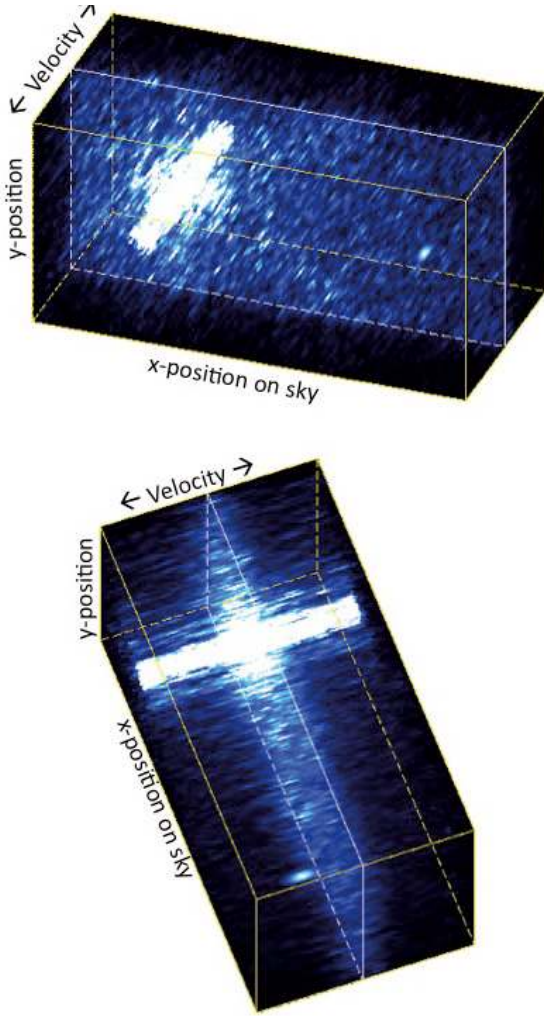 ← Velocity →
y-position
x-position on sky
← Velocity →
y-position
x-position on sky